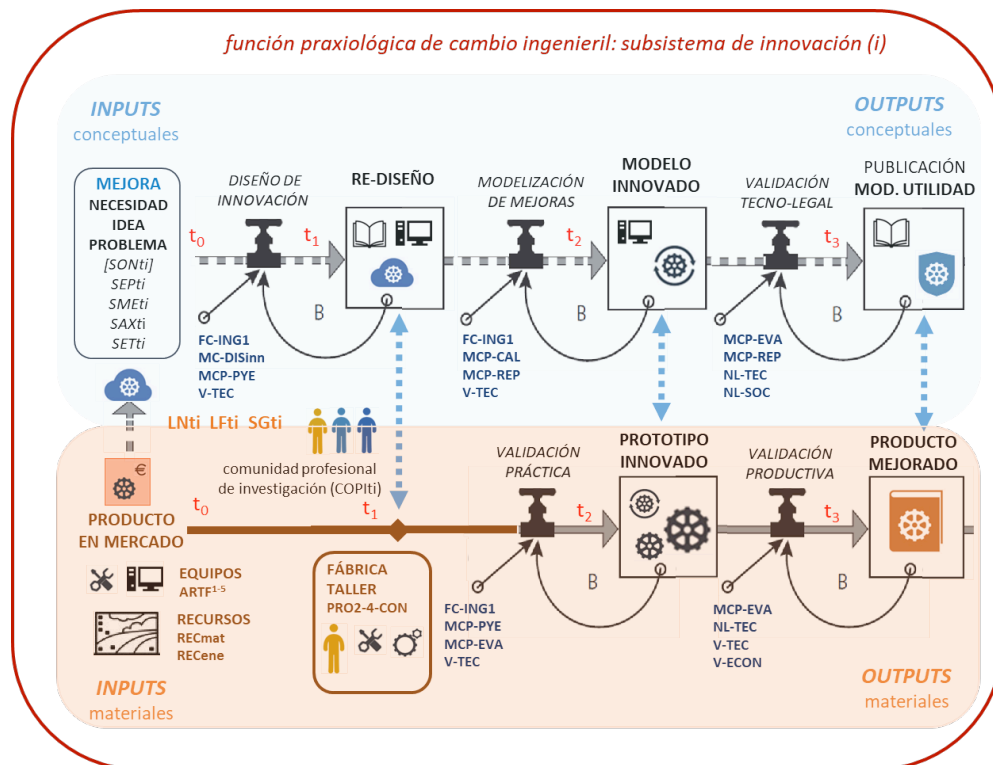 función praxiológica de cambio ingenieril: subsistema de innovación (i)
INPUTS
conceptuales
OUTPUTS
conceptuales
MEJORA
NECESIDAD
IDEA
PROBLEMA
[SONti]
SEPti
SMEti
SAXti
SETti
t0
DISEÑO DE
INNOVACIÓN
t1
RE-DISEÑO
MODELIZACIÓN
DE MEJORAS
t2
MODELO
INNOVADO
VALIDACIÓN
TECNO-LEGAL
t3
PUBLICACIÓN
MOD. UTILIDAD
B
B
B
FC-ING1
MC-DISinn
MCP-PYE
V-TEC
FC-ING1
MCP-CAL
MCP-REP
V-TEC
MCP-EVA
MCP-REP
NL-TEC
NL-SOC
LNti LFti SGti
comunidad profesional
de investigación (COPIti)
€
PRODUCTO
EN MERCADO
t0
t1
VALIDACIÓN
PRÁCTICA
t2
PROTOTIPO
INNOVADO
VALIDACIÓN
PRODUCTIVA
t3
PRODUCTO
MEJORADO
B
B
EQUIPOS
ARTF1-5
RECURSOS
RECmat
RECene
FÁBRICA
TALLER
PRO2-4-CON
FC-ING1
MCP-PYE
MCP-EVA
V-TEC
MCP-EVA
NL-TEC
V-TEC
V-ECON
INPUTS
materiales
OUTPUTS
materiales